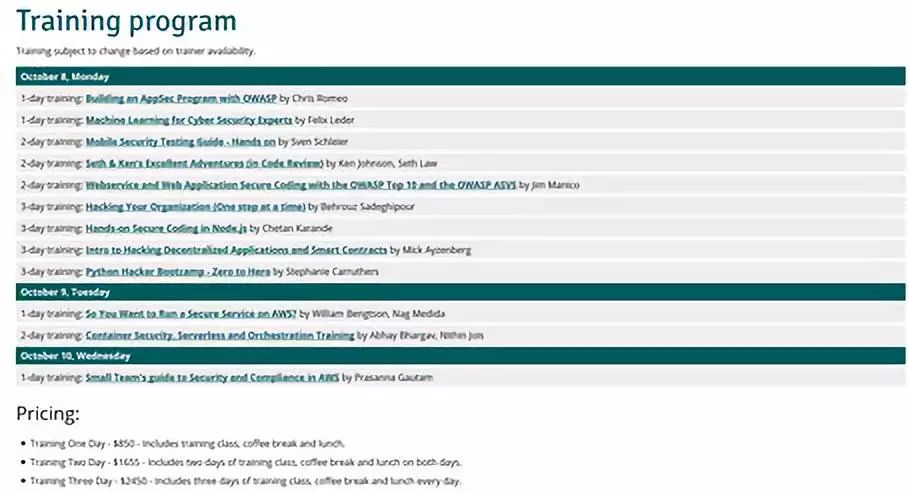 Training program
Training subject to change based on trainer availability.
October 8, Monday
1-day training: Building an AppSec Program with OWASP by Chris Romeo
1-day training: Machine Learning for Cyber Security Experts by Felix Leder
2-day training: Mobile Security Testing Guide - Hands on by Sven Schleier
2-day training: Seth & Ken's Excellent Adventures (in Code Review) by Ken Johnson, Seth Law
2-day training: Webservice and Web Application Secure Coding with the OWASP Top 10 and the OWASP ASVS by Jim Manico
3-day training: Hacking Your Organization (One step at a time) by Behrouz Sadeghipour
3-day training: Hands-on Secure Coding in Node.js by Chetan Karande
3-day training: Intro to Hacking Decentralized Applications and Smart Contracts by Mick Ayzenberg
3-day training: Python Hacker Bootcamp - Zero to Hero by Stephanie Carruthers
October 9, Tuesday
1-day training: So You Want to Run a Secure Service on AWS? by William Bengtson, Nag Medida
2-day training: Container Security, Serverless and Orchestration Training by Abhay Bhargav, Nithin Jois
October 10, Wednesday
1-day training: Small Team's guide to Security and Compliance in AWS by Prasanna Gautam
Pricing:
• Training One Day - $850 - Includes training class, coffee break and lunch.
• Training Two Day - $1655 - Includes two days of training class, coffee break and lunch on both days.
• Training Three Day - $2450 - Includes three days of training class, coffee break and lunch every day.